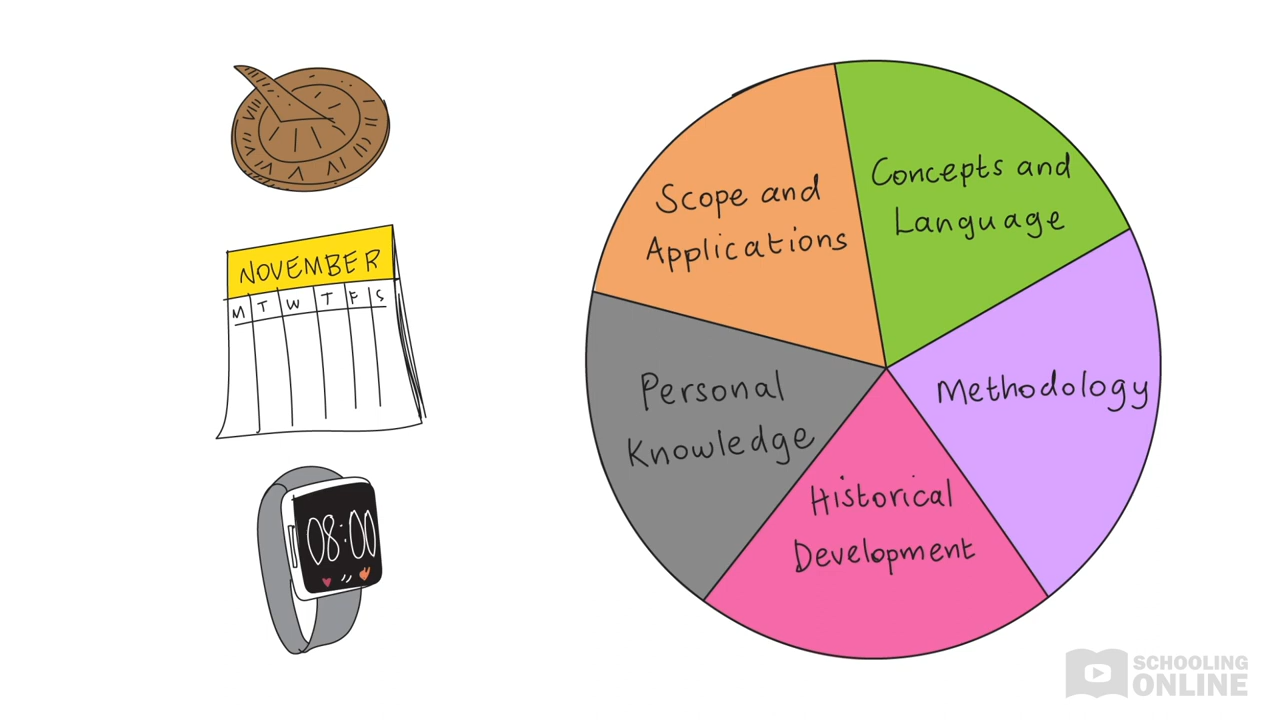 NOVEMBER
M T W T F S
08:00
Scope and
Applications
Concepts and
Language
Methodology
Historical
Development
Personal
Knowledge
SCHOOLING
ONLINE